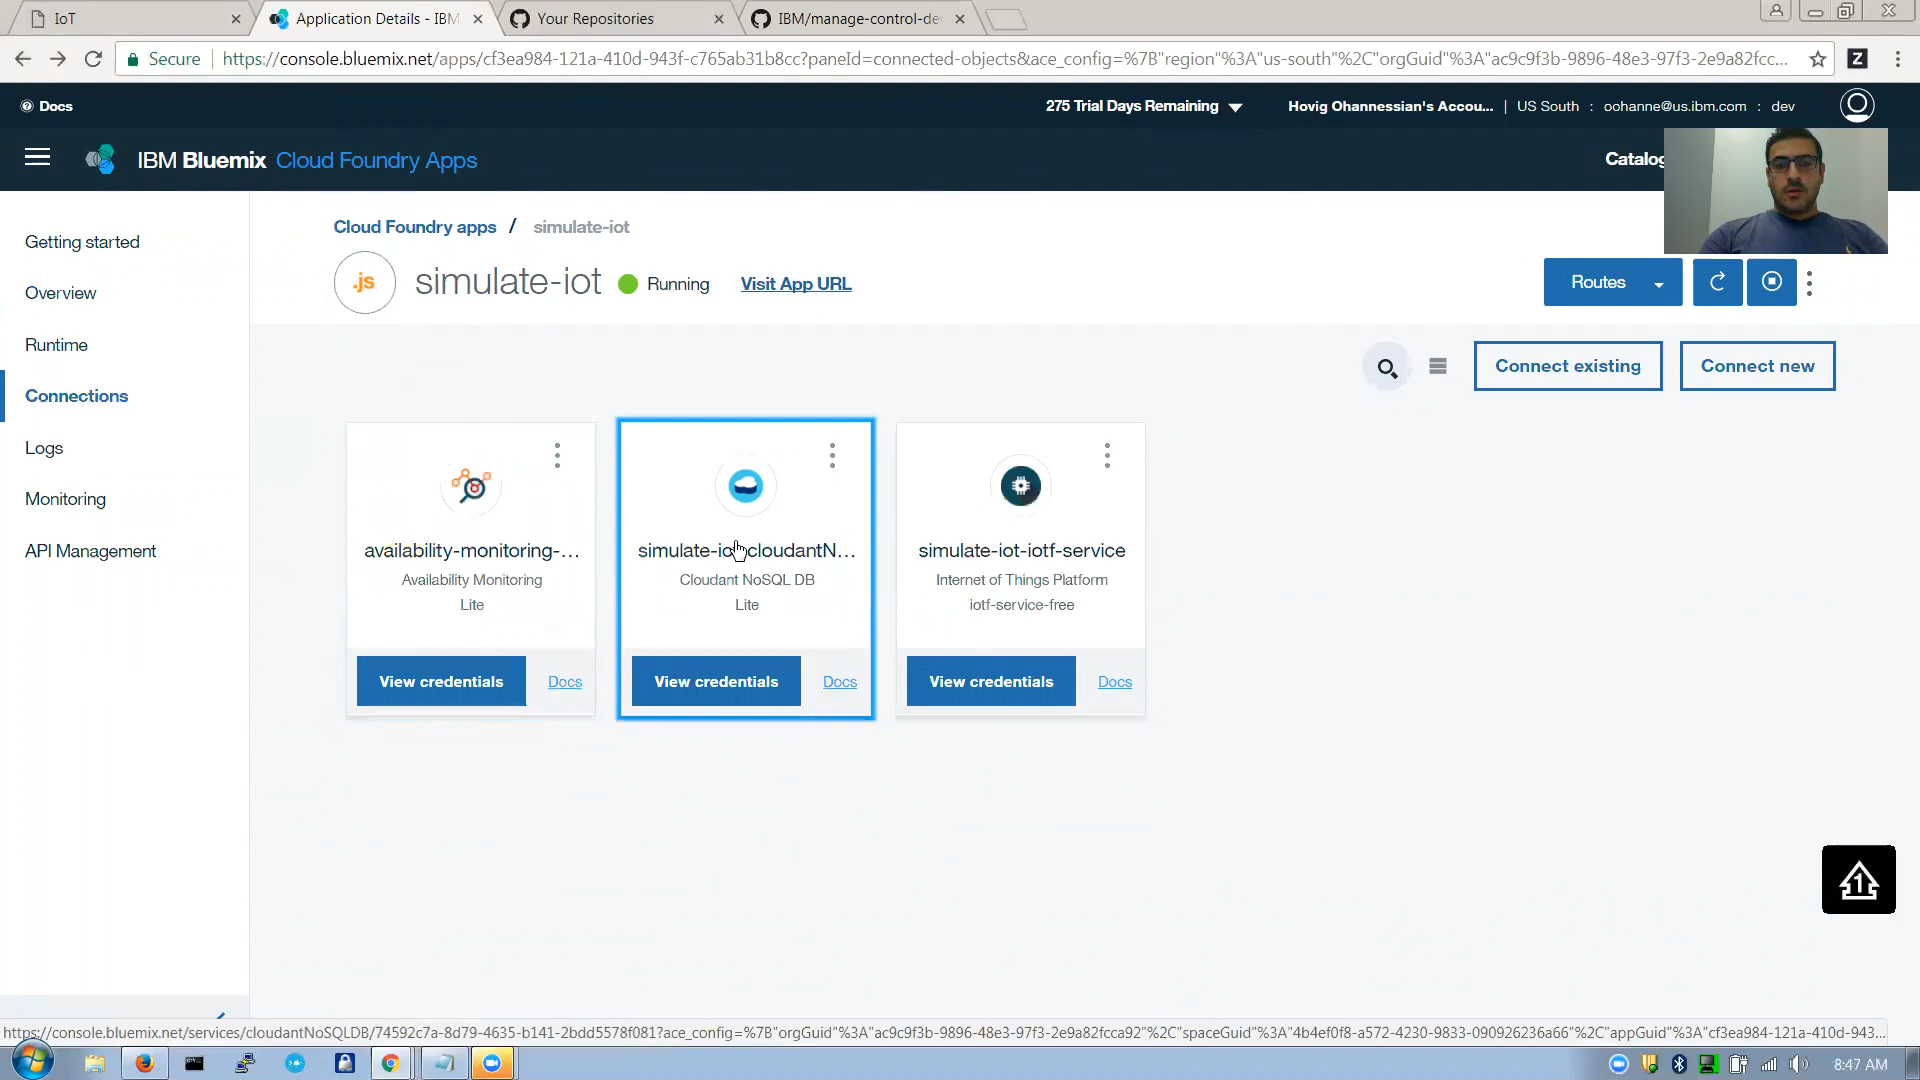 IoT
Application Details - IBM
Your Repositories
IBM/manage-control-de
Secure
https://console.bluemix.net/apps/cf3ea984-121a-410d-943f-c765ab31b8cc?paneId=connected-objects&ace_config=%7B"region"%3A"us-south"%2C"orgGuid"%3A"ac9c9f3b-9896-48e3-97f3-2e9a82fcc...
Docs
275 Trial Days Remaining
Hovig Ohannessian's Accou... | US South : oohanne@us.ibm.com : dev
IBM Bluemix Cloud Foundry Apps
Catalog
Getting started
Overview
Runtime
Connections
Logs
Monitoring
API Management
Cloud Foundry apps / simulate-iot
.js
simulate-iot
Running
Visit App URL
Routes
Connect existing
Connect new
availability-monitoring-...
Availability Monitoring
Lite
View credentials
Docs
simulate-iot-cloudantN...
Cloudant NoSQL DB
Lite
View credentials
Docs
simulate-iot-iotf-service
Internet of Things Platform
iotf-service-free
View credentials
Docs
1
https://console.bluemix.net/services/cloudantNoSQLDB/74592c7a-8d79-4635-b141-2bdd5578f081?ace_config=%7B"orgGuid"%3A"ac9c9f3b-9896-48e3-97f3-2e9a82fcca92"%2C"spaceGuid"%3A"4b4ef0f8-a572-4230-9833-090926236a66"%2C"appGuid"%3A"cf3ea984-121a-410d-943...
8:47 AM